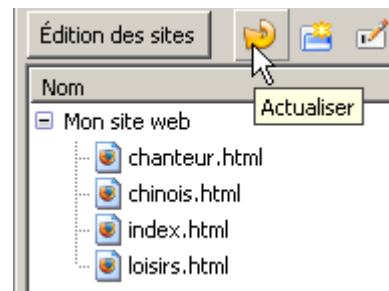 Édition des sites
Nom
Actualiser
Mon site web
chanteur.html
chinois.html
index.html
loisirs.html